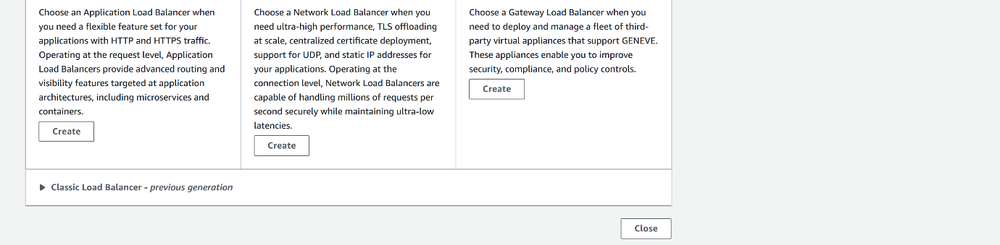 Choose an Application Load Balancer when
you need a flexible feature set for your
applications with HTTP and HTTPS traffic.
Operating at the request level, Application
Load Balancers provide advanced routing and
visibility features targeted at application
architectures, including microservices and
containers.
Create
Choose a Network Load Balancer when you
need ultra-high performance, TLS offloading
at scale, centralized certificate deployment,
support for UDP, and static IP addresses for
your applications. Operating at the
connection level, Network Load Balancers are
capable of handling millions of requests per
second securely while maintaining ultra-low
latencies.
Create
Choose a Gateway Load Balancer when you
need to deploy and manage a fleet of third-
party virtual appliances that support GENEVE.
These appliances enable you to improve
security, compliance, and policy controls.
Create
Classic Load Balancer - previous generation
Close